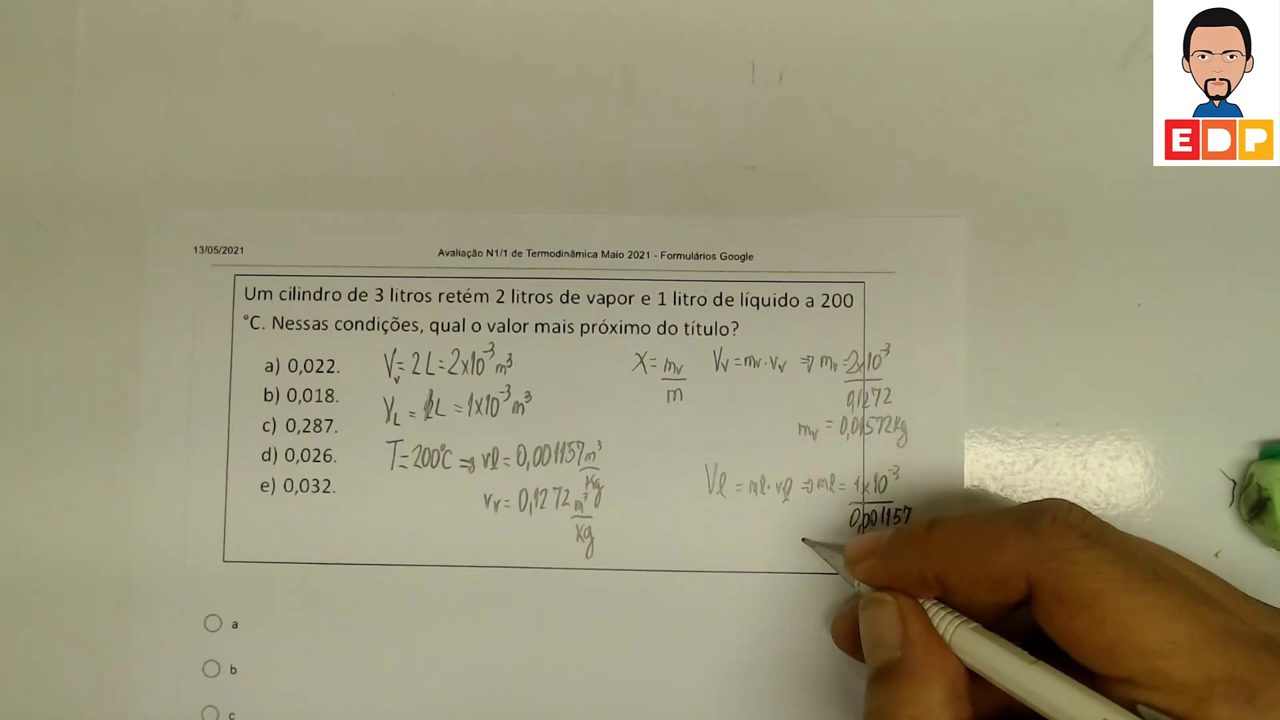 EDP
13/05/2021
Avaliação N1/1 de Termodinâmica Maio 2021 - Formulários Google
Um cilindro de 3 litros retém 2 litros de vapor e 1 litro de líquido a 200
°C. Nessas condições, qual o valor mais próximo do título?
a) 0,022.
b) 0,018.
c) 0,287.
d) 0,026.
e) 0,032.
Vv = 2L = 2x10⁻³ m³
VL = 1L = 1x10⁻³ m³
T = 200°C ⇒ vl = 0,001157 m³/kg
vv = 0,1272 m³/kg
X = mv/m
Vv = mv·vv ⇒ mv = 2x10⁻³/0,1272
mv = 0,01572 kg
Vl = ml·vl ⇒ ml = 1x10⁻³/0,001157
a
b
c